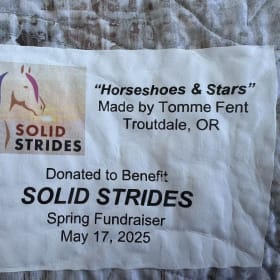 SOLID
STRIDES
"Horseshoes & Stars"
Made by Tomme Fent
Troutdale, OR
Donated to Benefit
SOLID STRIDES
Spring Fundraiser
May 17, 2025